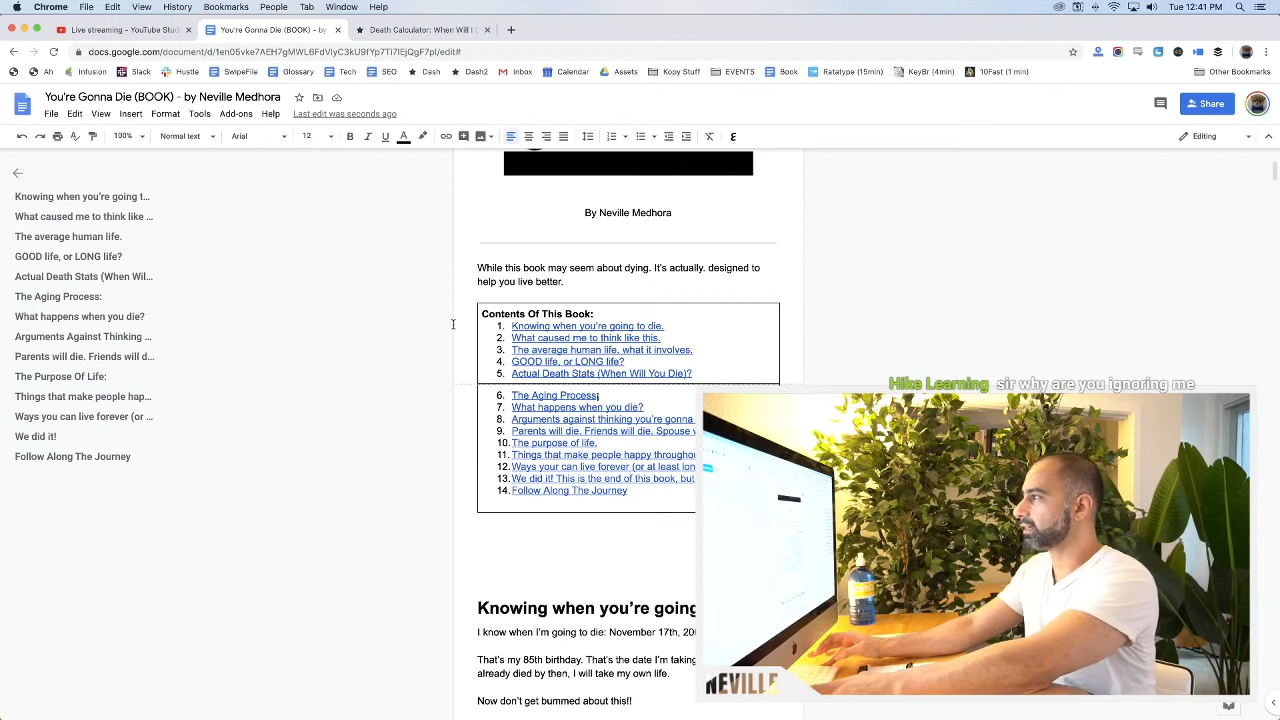 Chrome File Edit View History Bookmarks People Tab Window Help
Tue 12:41 PM
Live streaming - YouTube Stud
You're Gonna Die (BOOK) - by
Death Calculator: When Will I
docs.google.com/document/d/1en05vke7AEH7gMWL6FdVIyC3kU9fYp7Ti7IEjQgF7pI/edit#
Ah Infusion Slack Hustle SwipeFile Glossary Tech SEO Dash Dash2 Inbox Calendar Assets Kopy Stuff EVENTS Book Ratatype (15min) KeyBr (4min) 10Fast (1 min) Other Bookmarks
You're Gonna Die (BOOK) - by Neville Medhora
File Edit View Insert Format Tools Add-ons Help Last edit was seconds ago
Share
100% Normal text Arial 12 B I U A Editing
Knowing when you're going t...
What caused me to think like ...
The average human life.
GOOD life, or LONG life?
Actual Death Stats (When Wil...
The Aging Process:
What happens when you die?
Arguments Against Thinking ...
Parents will die. Friends will d...
The Purpose Of Life:
Things that make people hap...
Ways you can live forever (or ...
We did it!
Follow Along The Journey
By Neville Medhora
While this book may seem about dying. It's actually. designed to
help you live better.
Contents Of This Book:
1. Knowing when you're going to die.
2. What caused me to think like this.
3. The average human life, what it involves.
4. GOOD life, or LONG life?
5. Actual Death Stats (When Will You Die)?
6. The Aging Process:
7. What happens when you die?
8. Arguments against thinking you're gonna
9. Parents will die. Friends will die. Spouse
10. The purpose of life.
11. Things that make people happy
12. Ways your can live forever (or at least
13. We did it! This is the end of this book, but
14. Follow Along The Journey
Knowing when you're going
I know when I'm going to die: November 17th,
That's my 85th birthday. That's the date I'm taking
already died by then, I will take my own life.
Now don't get bummed about this!!
Hike Learning sir why are you ignoring me
NEVILLE